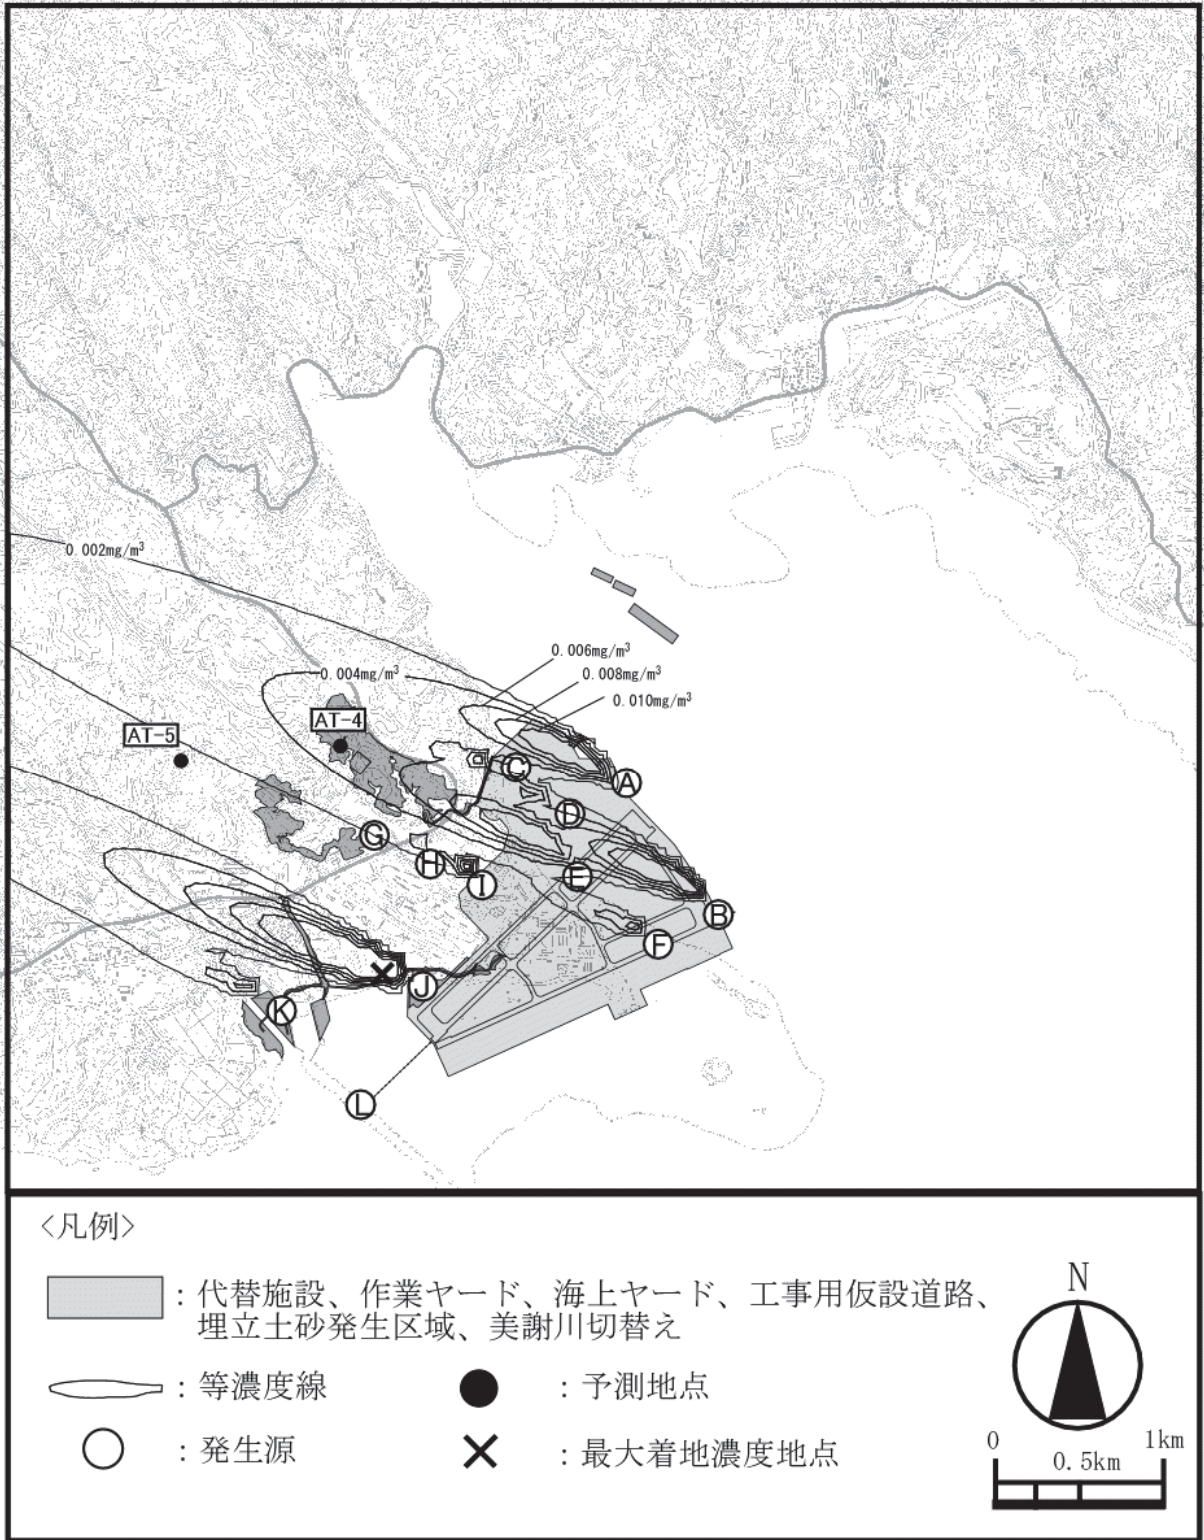 0.002mg/m³
0.006mg/m³
0.004mg/m³
0.008mg/m³
0.010mg/m³
AT-4
AT-5
C
A
D
G
H
E
I
B
F
J
K
L
<凡例>
：代替施設、作業ヤード、海上ヤード、工事用仮設道路、
埋立土砂発生区域、美謝川切替え
：等濃度線
：予測地点
：発生源
：最大着地濃度地点
N
0
1km
0.5km